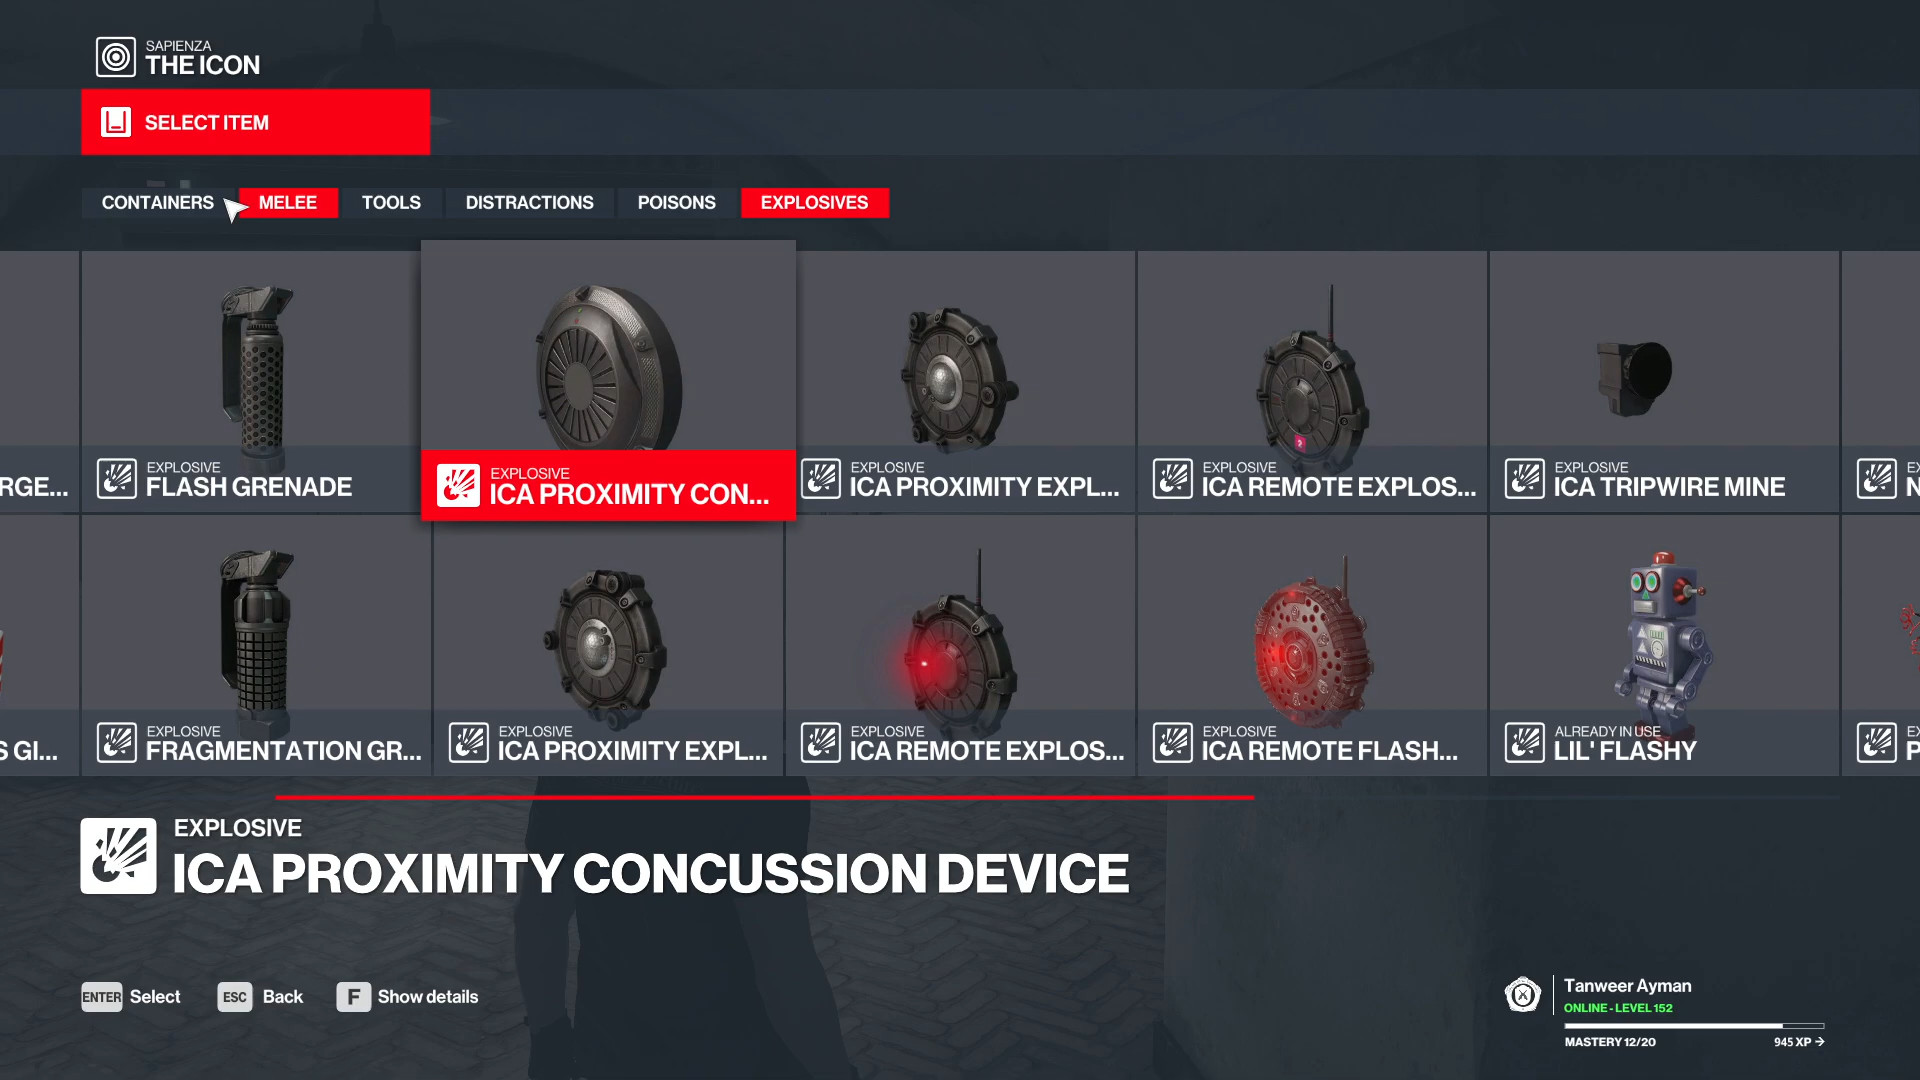 SAPIENZA
THE ICON
SELECT ITEM
CONTAINERS
MELEE
TOOLS
DISTRACTIONS
POISONS
EXPLOSIVES
RGE...
EXPLOSIVE
FLASH GRENADE
EXPLOSIVE
ICA PROXIMITY CON...
EXPLOSIVE
ICA PROXIMITY EXPL...
EXPLOSIVE
ICA REMOTE EXPLOS...
EXPLOSIVE
ICA TRIPWIRE MINE
EX
N
S GI...
EXPLOSIVE
FRAGMENTATION GR...
EXPLOSIVE
ICA PROXIMITY EXPL...
EXPLOSIVE
ICA REMOTE EXPLOS...
EXPLOSIVE
ICA REMOTE FLASH...
ALREADY IN USE
LIL' FLASHY
EX
P
EXPLOSIVE
ICA PROXIMITY CONCUSSION DEVICE
ENTER Select
ESC Back
F Show details
Tanweer Ayman
ONLINE - LEVEL 152
MASTERY 12/20
945 XP →